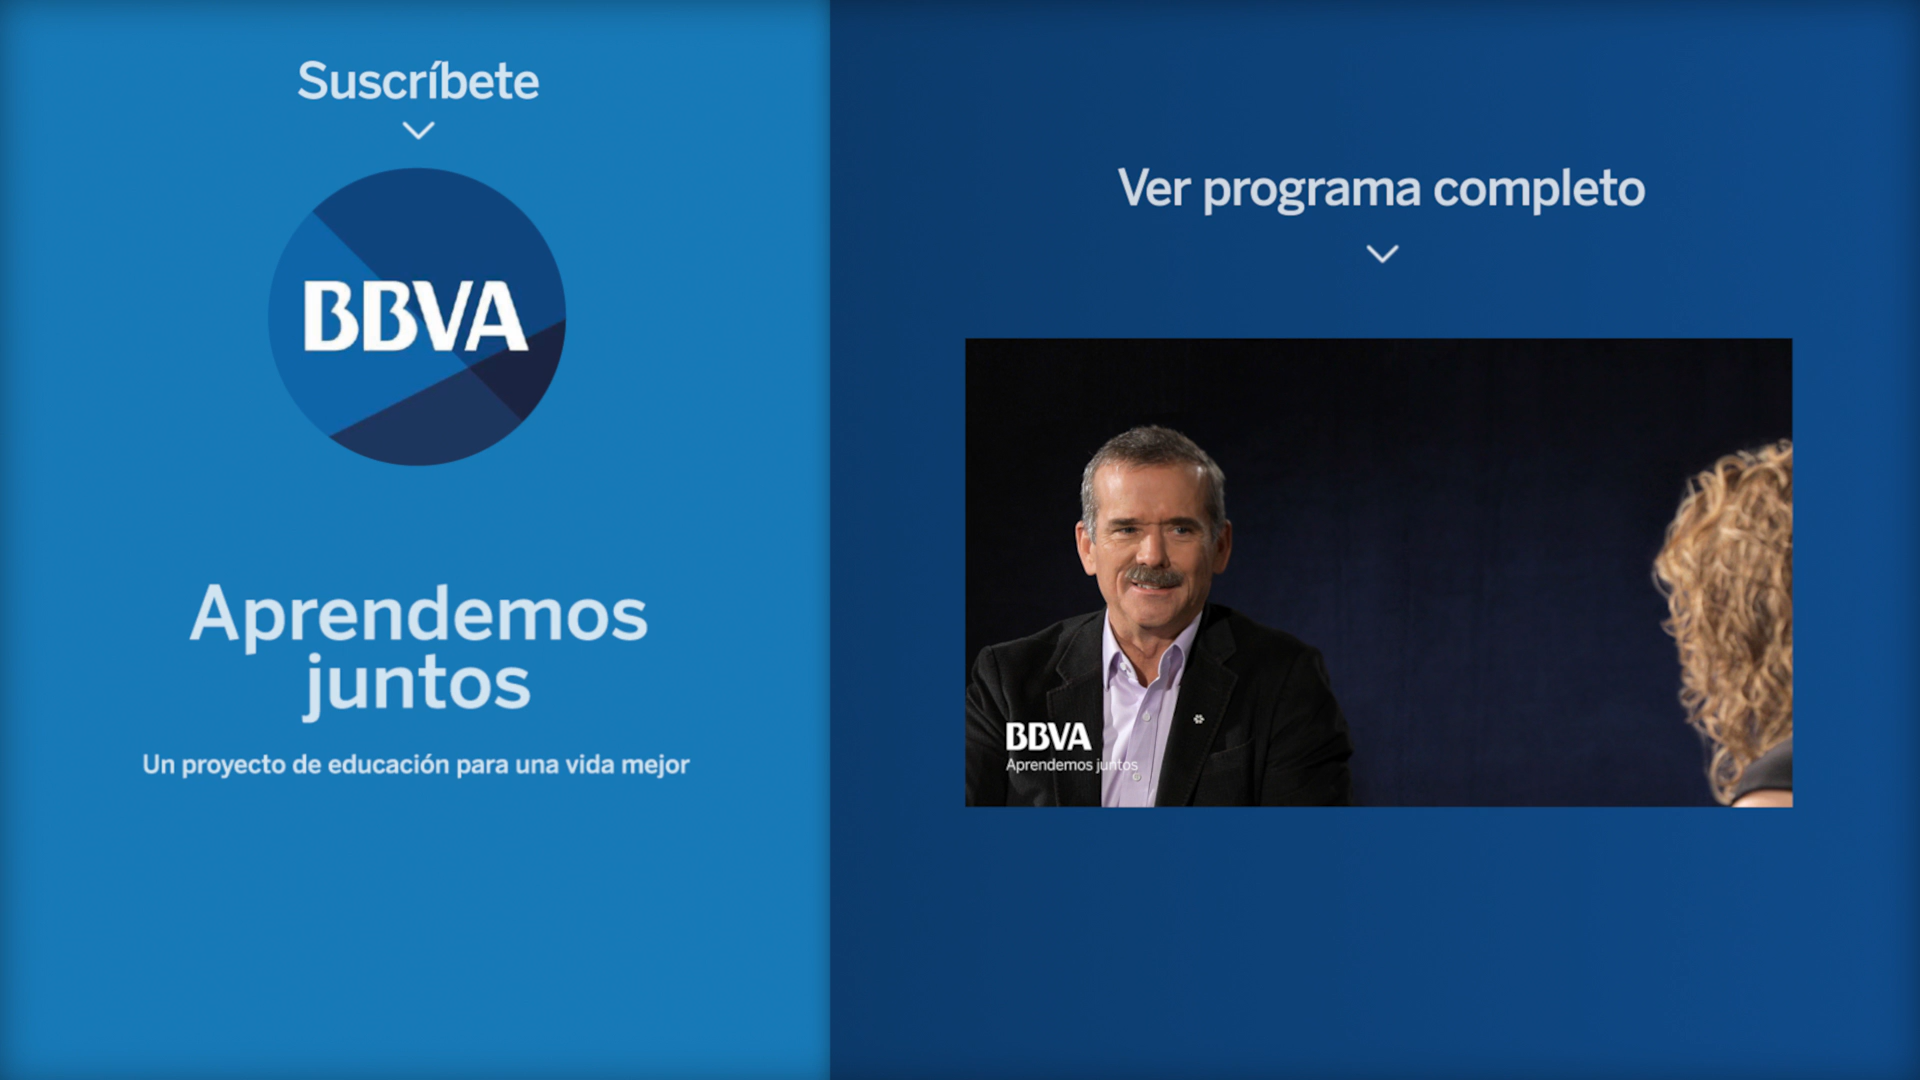 Suscríbete
BBVA
Aprendemos
juntos
Un proyecto de educación para una vida mejor
Ver programa completo
BBVA
Aprendemos juntos